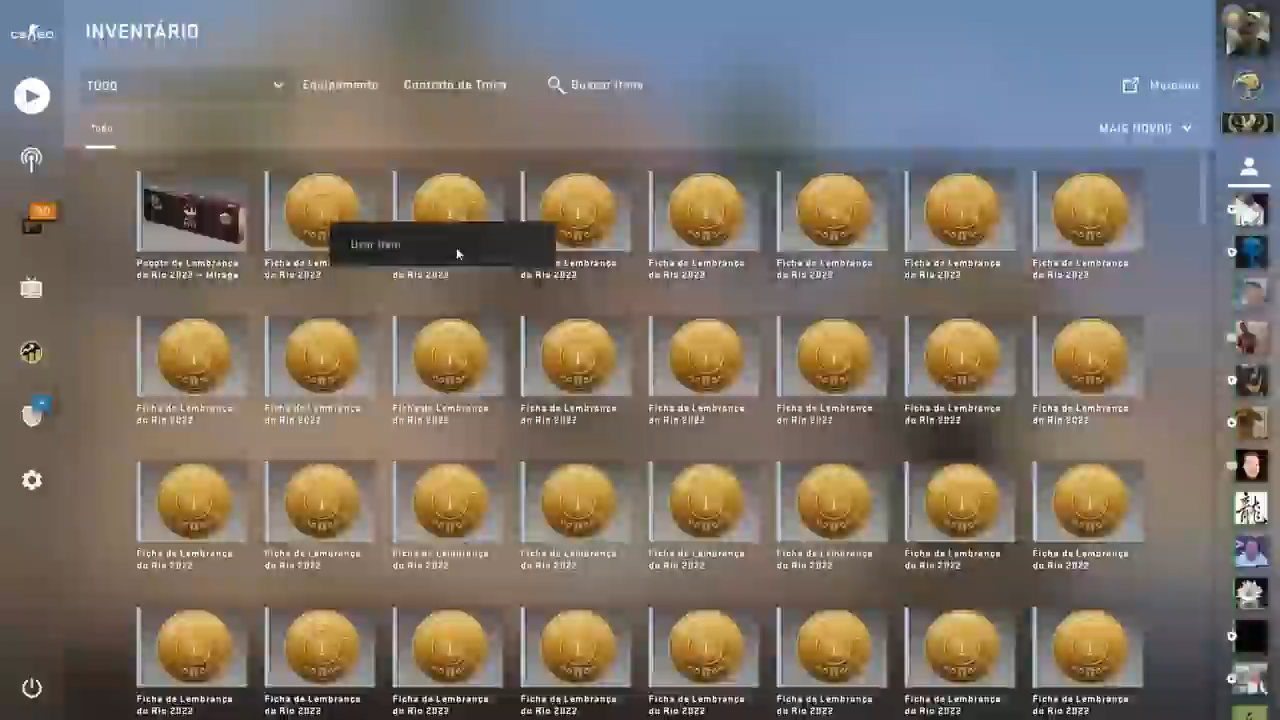 CS:GO
INVENTÁRIO
TUDO
Equipamento
Contrato de Troca
Buscar itens
Mercado
Tudo
MAIS NOVOS
Pacote de Lembrança
do Rio 2022 – Mirage
Ficha de Lem
do Rio 2022
de Lembrança
do Rio 2022
Ficha de Lembrança
do Rio 2022
Ficha de Lembrança
do Rio 2022
Ficha de Lembrança
do Rio 2022
Ficha de Lembrança
do Rio 2022
Usar item
Ficha de Lembrança
do Rio 2022
Ficha de Lembrança
do Rio 2022
Ficha de Lembrança
do Rio 2022
Ficha de Lembrança
do Rio 2022
Ficha de Lembrança
do Rio 2022
Ficha de Lembrança
do Rio 2022
Ficha de Lembrança
do Rio 2022
Ficha de Lembrança
do Rio 2022
Ficha de Lembrança
do Rio 2022
Ficha de Lembrança
do Rio 2022
Ficha de Lembrança
do Rio 2022
Ficha de Lembrança
do Rio 2022
Ficha de Lembrança
do Rio 2022
Ficha de Lembrança
do Rio 2022
Ficha de Lembrança
do Rio 2022
Ficha de Lembrança
do Rio 2022
Ficha de Lembrança
do Rio 2022
Ficha de Lembrança
do Rio 2022
Ficha de Lembrança
do Rio 2022
Ficha de Lembrança
do Rio 2022
Ficha de Lembrança
do Rio 2022
Ficha de Lembrança
do Rio 2022
Ficha de Lembrança
do Rio 2022
Ficha de Lembrança
do Rio 2022
龍